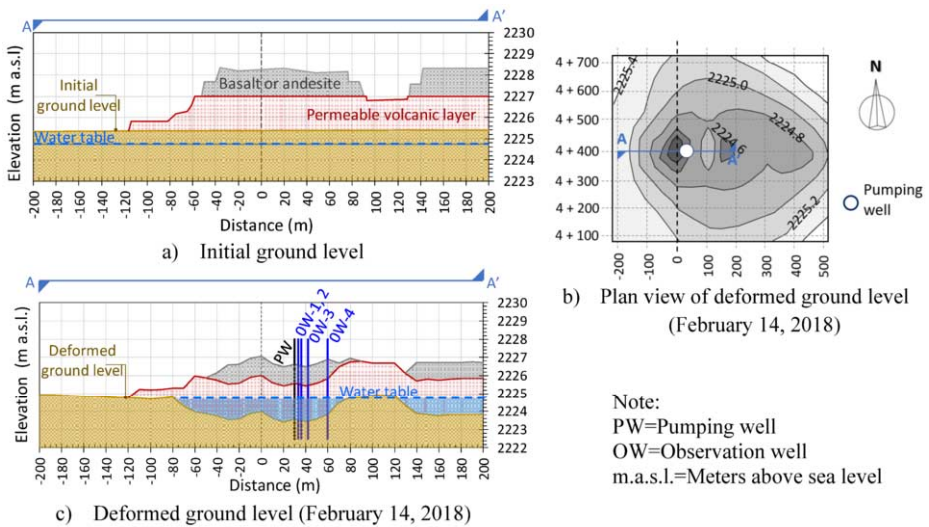 A A'
2230
2229
2228
2227
2226
2225
2224
2223
Elevation (m a.s.l)
Basalt or andesite
Initial
ground level
Permeable volcanic layer
Water table
-200 -180 -160 -140 -120 -100 -80 -60 -40 -20 0 20 40 60 80 100 120 140 160 180 200
Distance (m)
a) Initial ground level
4 + 700
4 + 600
4 + 500
4 + 400
4 + 300
4 + 200
4 + 100
2225.4
2225.0
2224.8
2224.6
2225.2
A A'
-200 -100 0 100 200 300 400 500
N
Pumping
well
b) Plan view of deformed ground level
(February 14, 2018)
A A'
2230
2229
2228
2227
2226
2225
2224
2223
2222
Elevation (m a.s.l.)
Deformed
ground level
PW
OW-1, 2
OW-3
OW-4
Water table
-200 -180 -160 -140 -120 -100 -80 -60 -40 -20 0 20 40 60 80 100 120 140 160 180 200
Distance (m)
c) Deformed ground level (February 14, 2018)
Note:
PW=Pumping well
OW=Observation well
m.a.s.l.=Meters above sea level